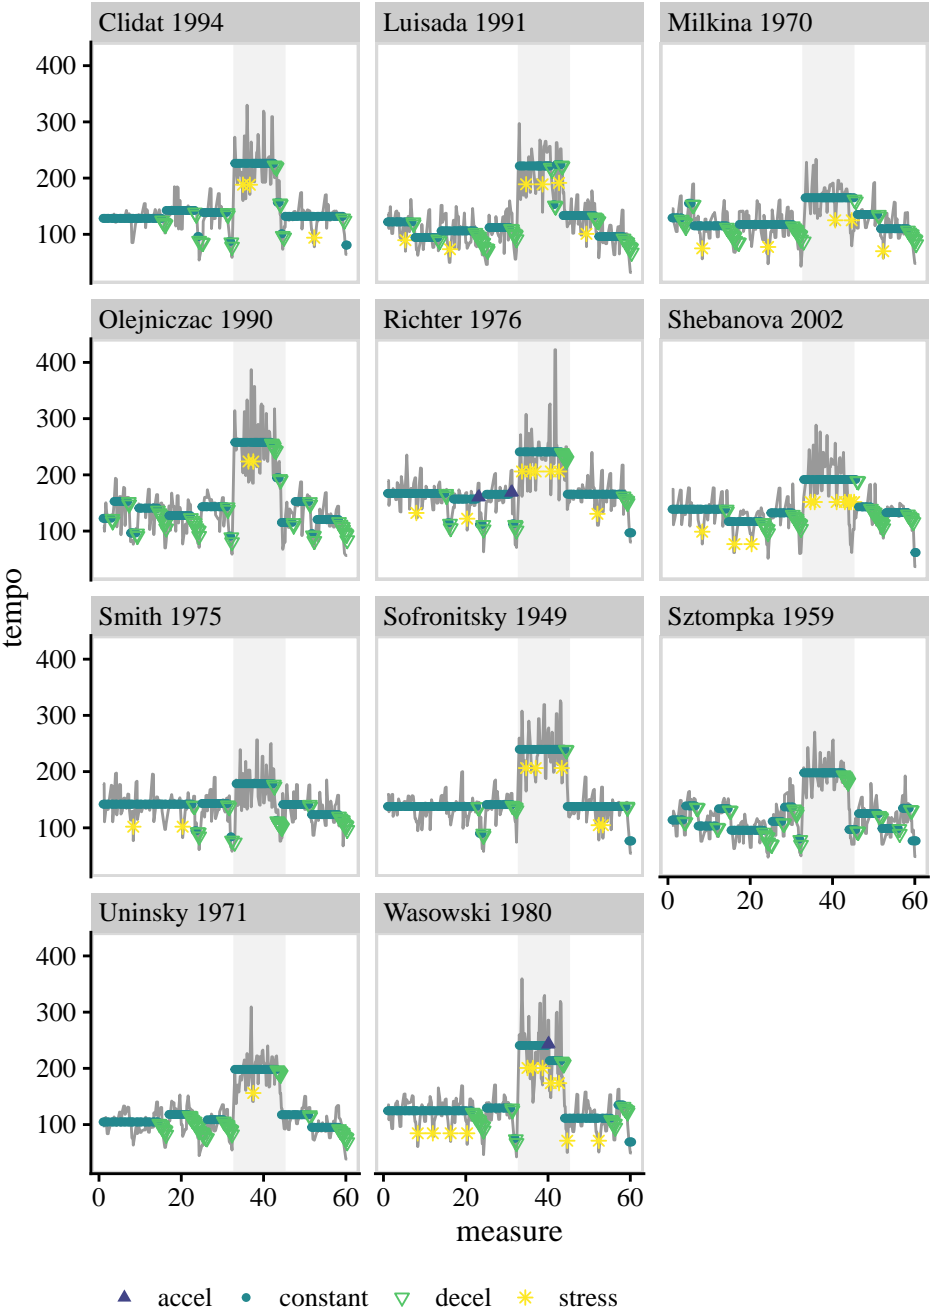 Clidat 1994 Luisada 1991 Milkina 1970
400
300
200
100
Olejniczac 1990 Richter 1976 Shebanova 2002
400
300
200
100
tempo
Smith 1975 Sofronitsky 1949 Sztompka 1959
400
300
200
100
0 20 40 60
Uninsky 1971 Wasowski 1980
400
300
200
100
0 20 40 60 0 20 40 60
measure
accel constant decel stress